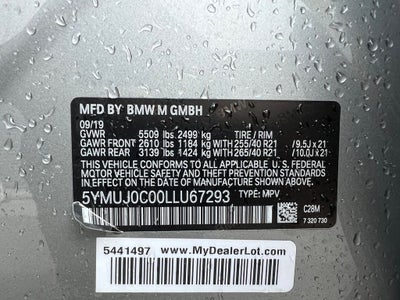 MFD BY BMW M GMBH
09/19
GVWR 5509 lbs 2499 kg TIRE / RIM
GAWR FRONT 2610 lbs 1184 kg 255/40 R21 / 9.5J x 21
GAWR REAR 3139 lbs 1424 kg 265/40 R21 / 10.0J x 21
THIS VEHICLE CONFORMS TO ALL APPLICABLE U.S. FEDERAL
MOTOR VEHICLE SAFETY AND THEFT PREVENTION STANDARDS
IN EFFECT ON THE DATE OF MANUFACTURE SHOWN ABOVE.
5YMUJ0C00LLU67293 TYPE: MPV
C28M
7 320 730
5441497 www.MyDealerLot.com